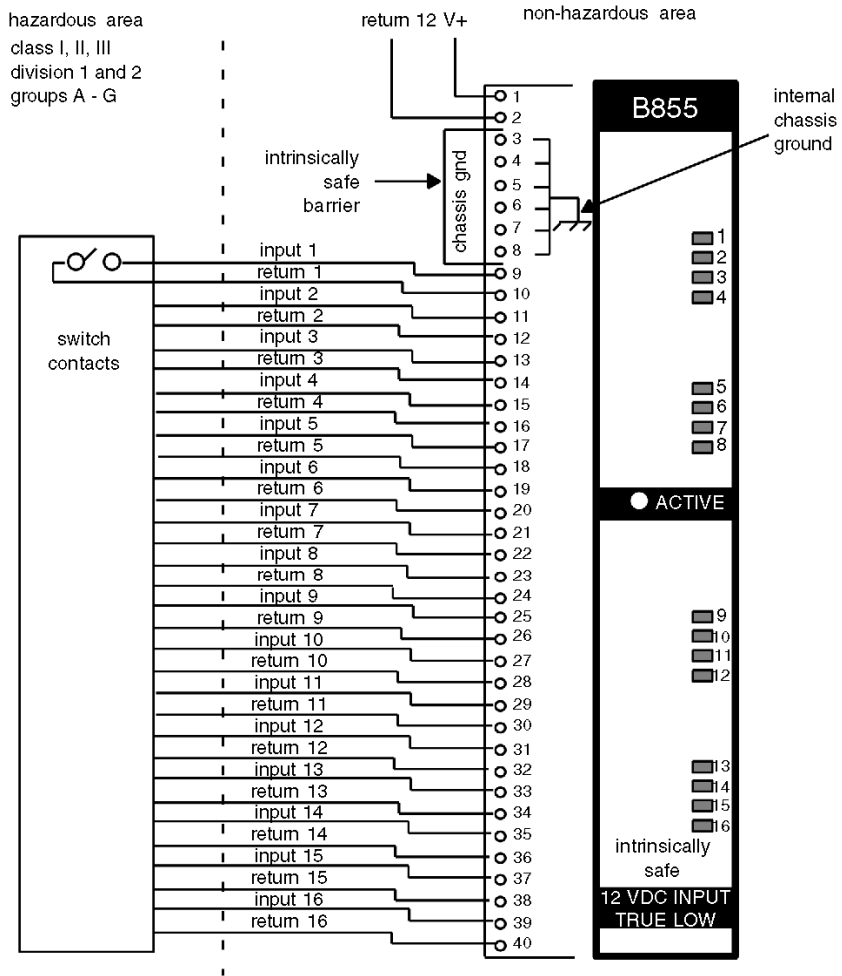 hazardous area
class I, II, III
division 1 and 2
groups A - G
return 12 V+
non-hazardous area
B855
internal
chassis
ground
intrinsically
safe
barrier
chassis gnd
switch
contacts
input 1
return 1
input 2
return 2
input 3
return 3
input 4
return 4
input 5
return 5
input 6
return 6
input 7
return 7
input 8
return 8
input 9
return 9
input 10
return 10
input 11
return 11
input 12
return 12
input 13
return 13
input 14
return 14
input 15
return 15
input 16
return 16
1
2
3
4
5
6
7
8
9
10
11
12
13
14
15
16
17
18
19
20
21
22
23
24
25
26
27
28
29
30
31
32
33
34
35
36
37
38
39
40
1
2
3
4
5
6
7
8
ACTIVE
9
10
11
12
13
14
15
16
intrinsically
safe
12 VDC INPUT
TRUE LOW